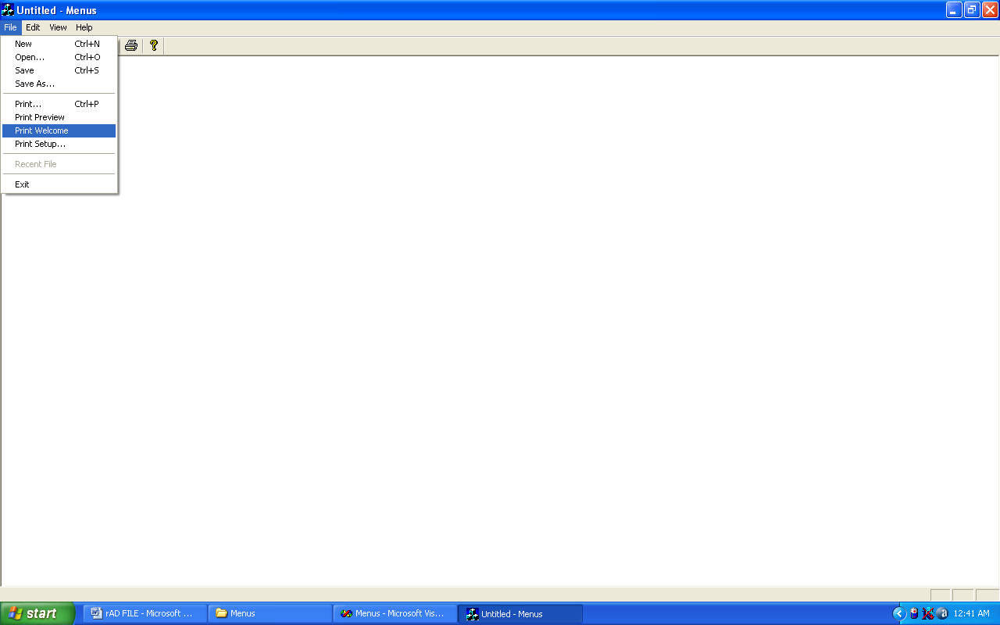 Untitled - Menus
File Edit View Help
New Ctrl+N
Open... Ctrl+O
Save Ctrl+S
Save As...
Print... Ctrl+P
Print Preview
Print Welcome
Print Setup...
Recent File
Exit
start rAD FILE - Microsoft ... Menus Menus - Microsoft Vis... Untitled - Menus 12:41 AM